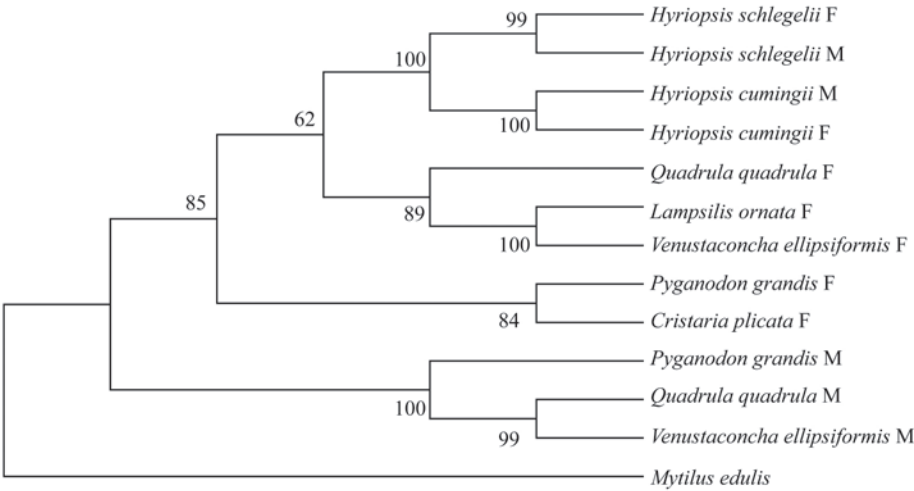 99
Hyriopsis schlegelii F
Hyriopsis schlegelii M
100
Hyriopsis cumingii M
100
Hyriopsis cumingii F
62
Quadrula quadrula F
85
89
Lampsilis ornata F
100
Venustaconcha ellipsiformis F
Pyganodon grandis F
84
Cristaria plicata F
Pyganodon grandis M
100
Quadrula quadrula M
99
Venustaconcha ellipsiformis M
Mytilus edulis